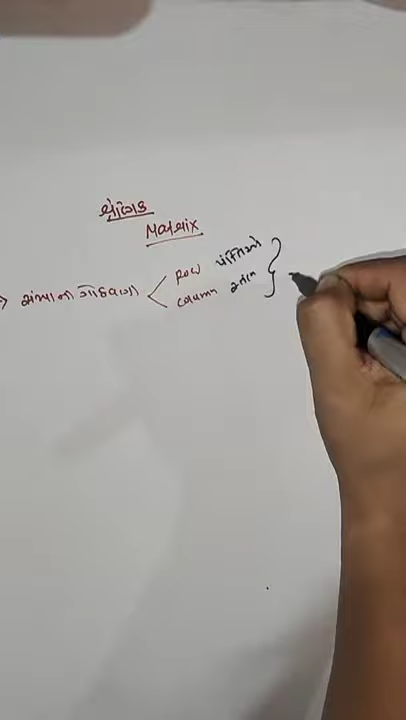 શ્રેણિક
Matrix
→ સંખ્યાની ગોઠવણી
row પંક્તિઓ
column સ્તંભ